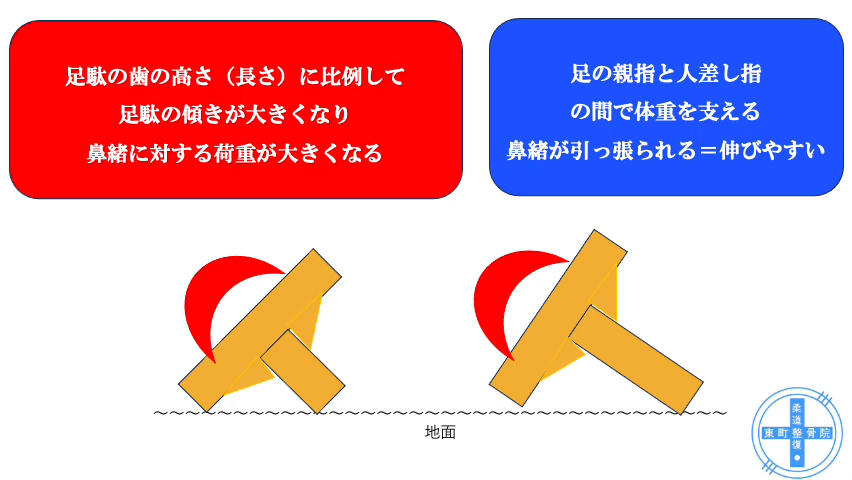 足駄の歯の高さ（長さ）に比例して
足駄の傾きが大きくなり
鼻緒に対する荷重が大きくなる
足の親指と人差し指
の間で体重を支える
鼻緒が引っ張られる＝伸びやすい
地面
柔道整復
東町整骨院